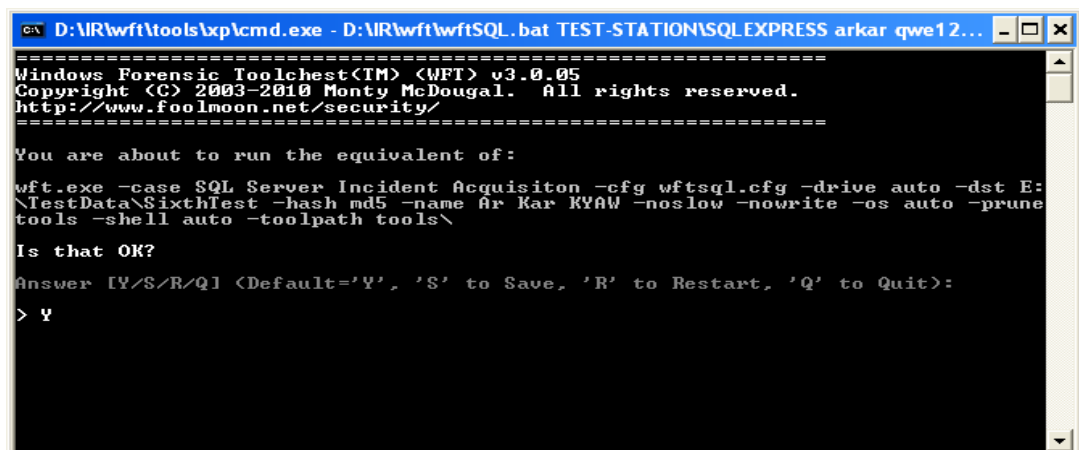 D:\IR\wft\tools\xp\cmd.exe - D:\IR\wft\wftSQL.bat TEST-STATION\SQLEXPRESS arkar qwe12...
===============================================================
Windows Forensic Toolchest(TM) (WFT) v3.0.05
Copyright (C) 2003-2010 Monty McDougal.  All rights reserved.
http://www.foolmoon.net/security/
===============================================================
You are about to run the equivalent of:
wft.exe -case SQL Server Incident Acquisiton -cfg wftsql.cfg -drive auto -dst E:
\TestData\SixthTest -hash md5 -name Ar Kar KYAW -noslow -nowrite -os auto -prune
tools -shell auto -toolpath tools\
Is that OK?
Answer [Y/S/R/Q] (Default='Y', 'S' to Save, 'R' to Restart, 'Q' to Quit):
> Y